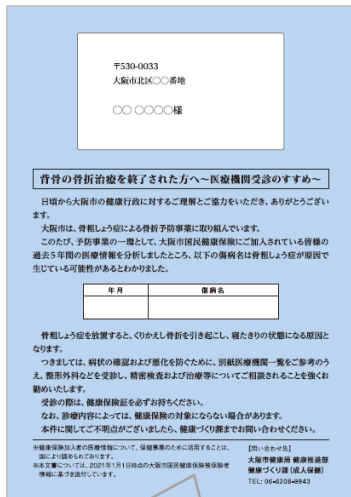 〒530-0033
大阪市北区○○番地
○○ ○○○○様
背骨の骨折治療を終了された方へ～医療機関受診のすすめ～
日頃から大阪市の健康行政に対するご理解とご協力をいただき、ありがとうござい
ます。
大阪市は、骨粗しょう症による骨折予防事業に取り組んでいます。
このたび、予防事業の一環として、大阪市国民健康保険にご加入されている皆様の
過去５年間の医療情報を分析しましたところ、以下の傷病名は骨粗しょう症が原因で
生じている可能性があるとわかりました。
年月 傷病名
骨粗しょう症を放置すると、くりかえし骨折を引き起こし、寝たきりの状態になる原因と
なります。
つきましては、病状の確認および悪化を防ぐために、別紙医療機関一覧をご参考のう
え、整形外科などを受診し、精密検査および治療等についてご相談されることを強くお
勧めいたします。
受診の際は、健康保険証を必ずお持ちください。
なお、診療内容によっては、健康保険の対象にならない場合があります。
本件に関してご不明点がございましたら、健康づくり課までお問い合わせください。
※健康保険加入者の医療情報について、保健事業のために活用することは、
国により認められております。
※本文書については、2021年1月1日時点の大阪市国民健康保険被保険者
情報に基づき送付しています。
【問い合わせ先】
大阪市健康局 健康推進部
健康づくり課（成人保健）
TEL: 06-6208-9943